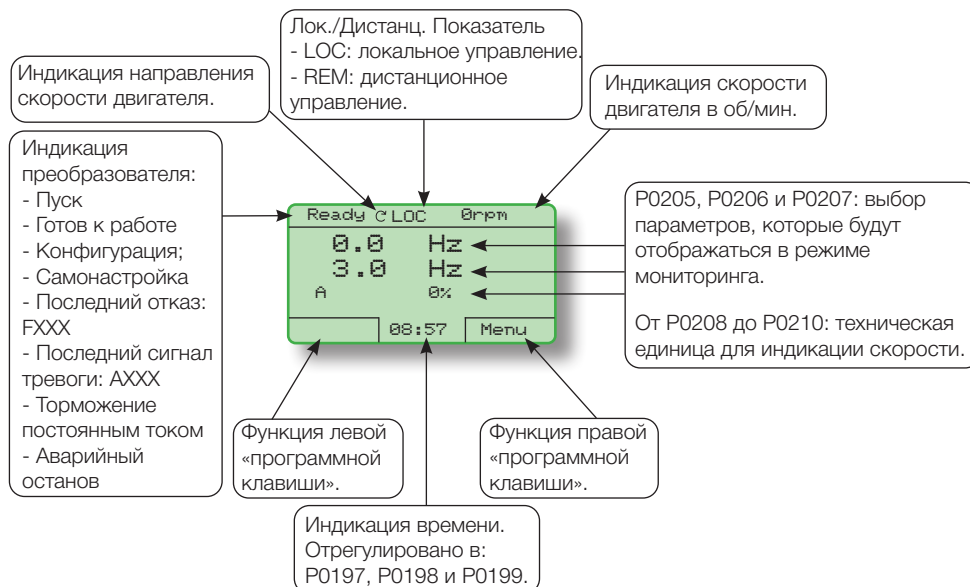 Лок./Дистанц. Показатель
- LOC: локальное управление.
- REM: дистанционное
управление.
Индикация направления
скорости двигателя.
Индикация скорости
двигателя в об/мин.
Индикация
преобразователя:
- Пуск
- Готов к работе
- Конфигурация;
- Самонастройка
- Последний отказ:
FXXX
- Последний сигнал
тревоги: AXXX
- Торможение
постоянным током
- Аварийный
останов
Ready LOC 0rpm
0.0 Hz
3.0 Hz
A 0%
08:57 Menu
P0205, P0206 и P0207: выбор
параметров, которые будут
отображаться в режиме
мониторинга.
От P0208 до P0210: техническая
единица для индикации скорости.
Функция левой
«программной
клавиши».
Функция правой
«программной
клавиши».
Индикация времени.
Отрегулировано в:
P0197, P0198 и P0199.